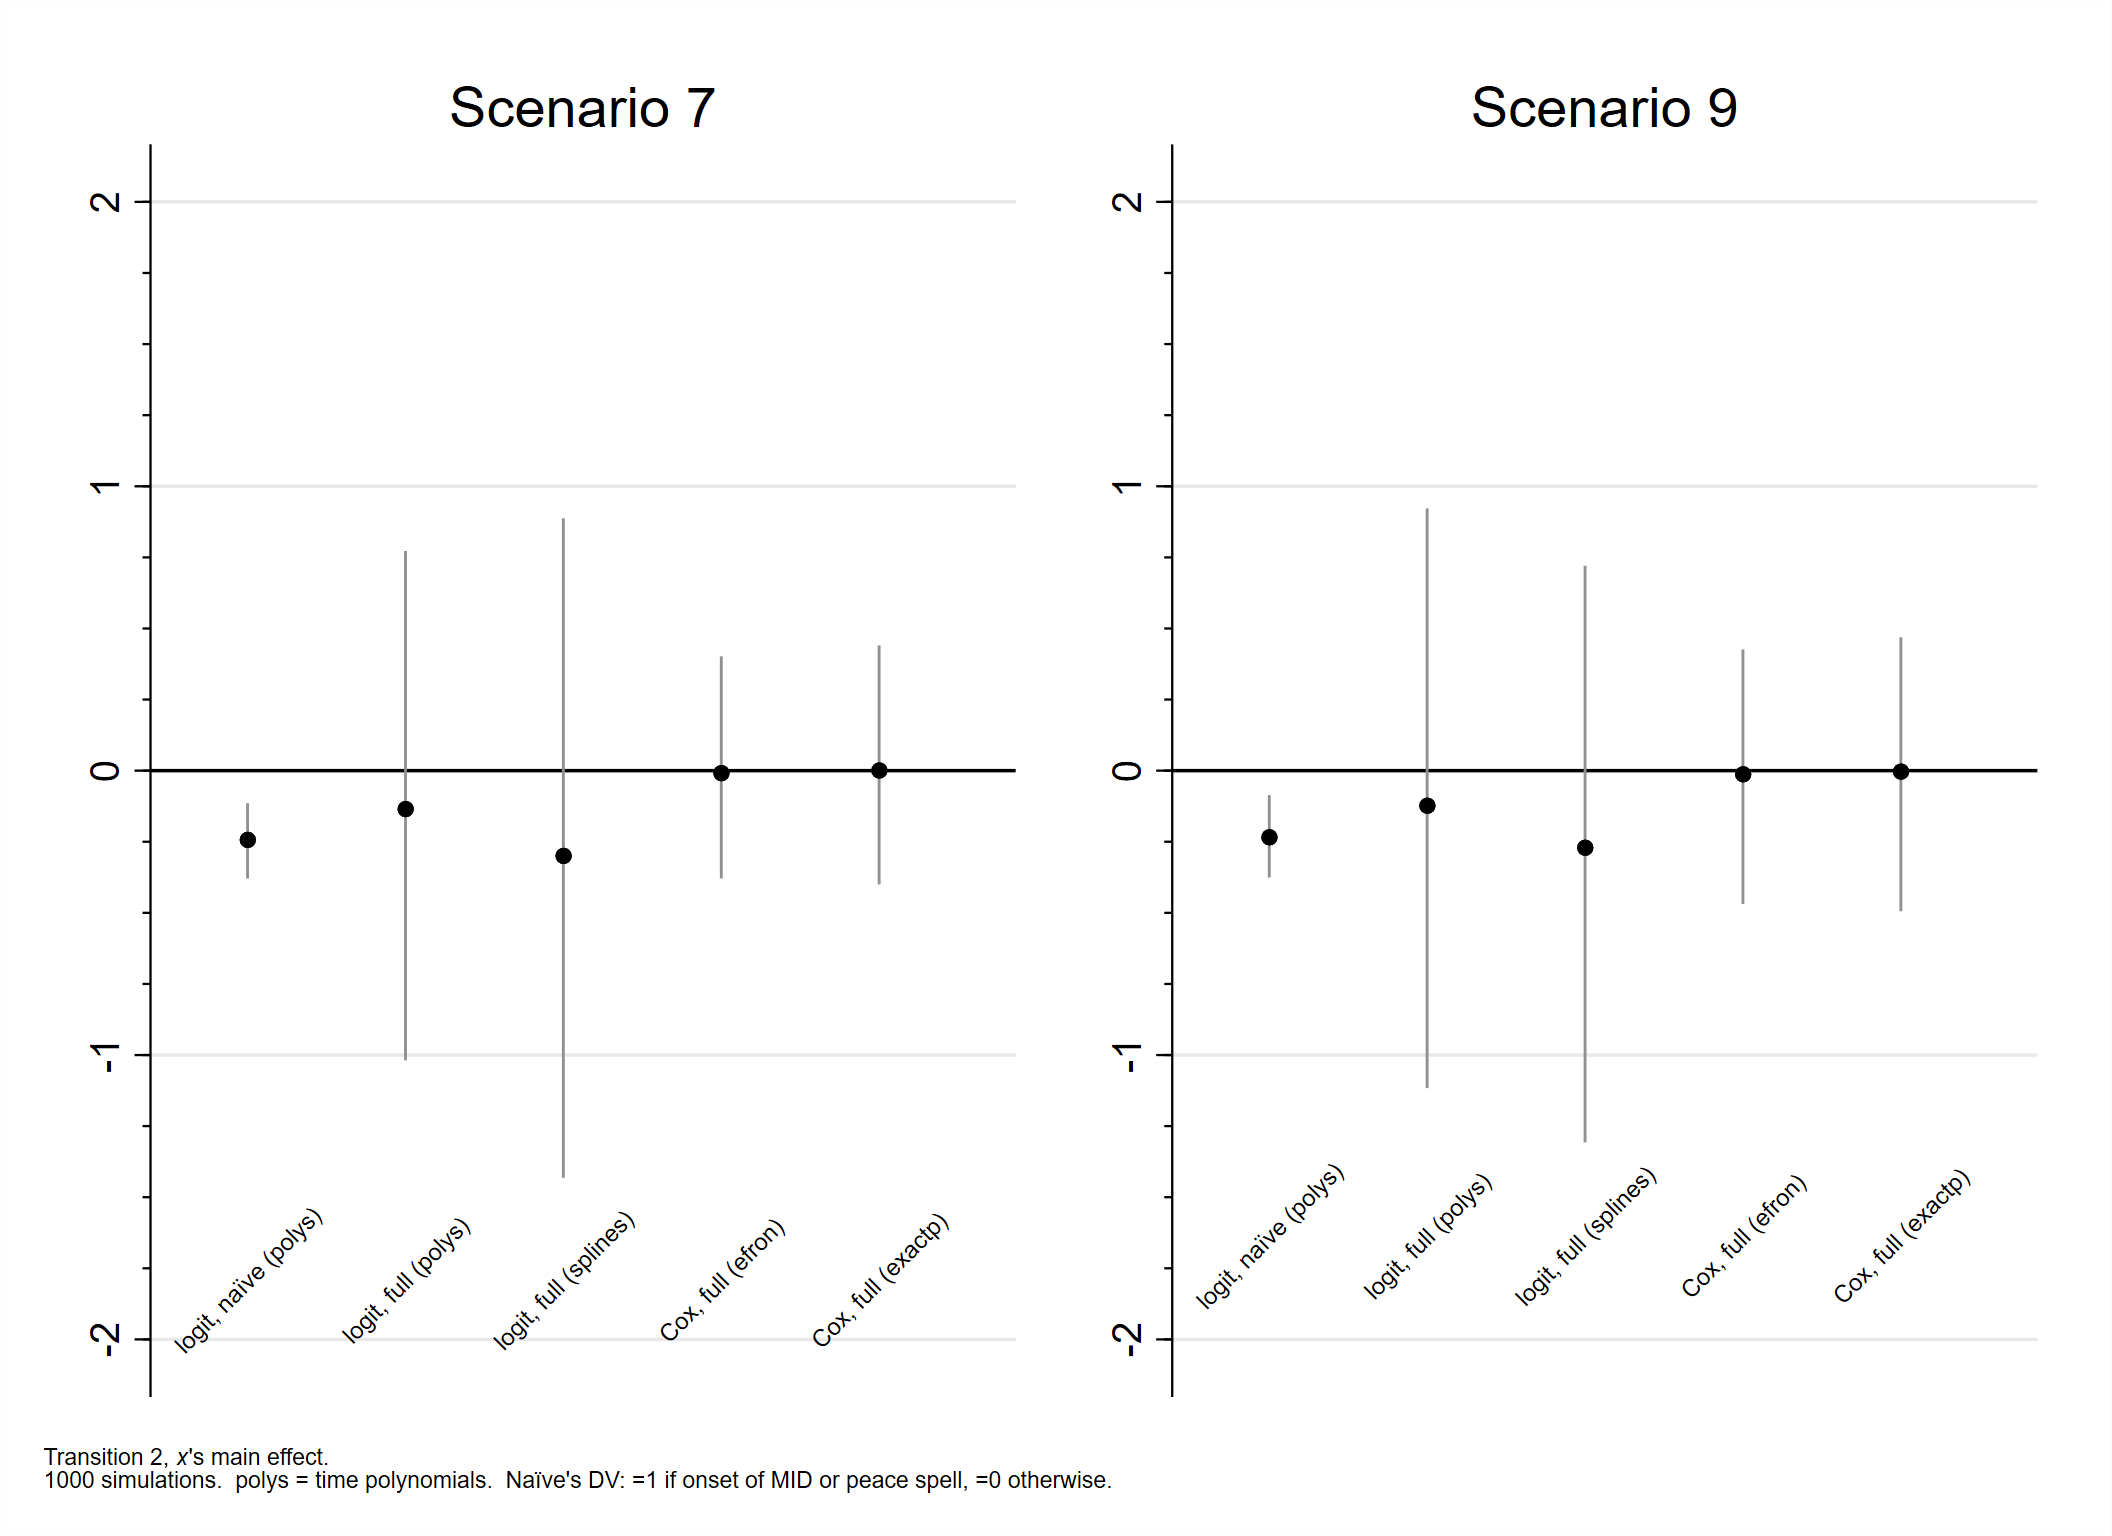 Scenario 7
2
1
0
-1
-2
logit, naïve (polys)
logit, full (polys)
logit, full (splines)
Cox, full (efron)
Cox, full (exactp)
Scenario 9
2
1
0
-1
-2
logit, naïve (polys)
logit, full (polys)
logit, full (splines)
Cox, full (efron)
Cox, full (exactp)
Transition 2, x's main effect.
1000 simulations.  polys = time polynomials.  Naïve's DV: =1 if onset of MID or peace spell, =0 otherwise.